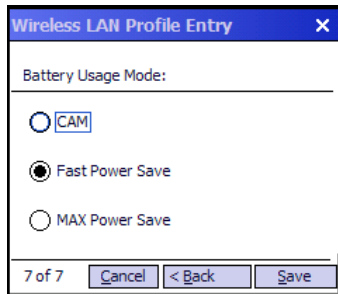 Wireless LAN Profile Entry X
Battery Usage Mode:
CAM
Fast Power Save
MAX Power Save
7 of 7 Cancel < Back Save